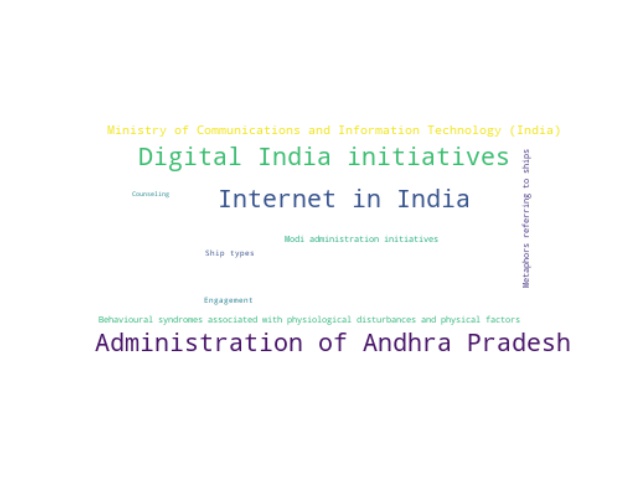 Ministry of Communications and Information Technology (India)
Digital India initiatives
Metaphors referring to ships
Counseling
Internet in India
Modi administration initiatives
Ship types
Engagement
Behavioural syndromes associated with physiological disturbances and physical factors
Administration of Andhra Pradesh